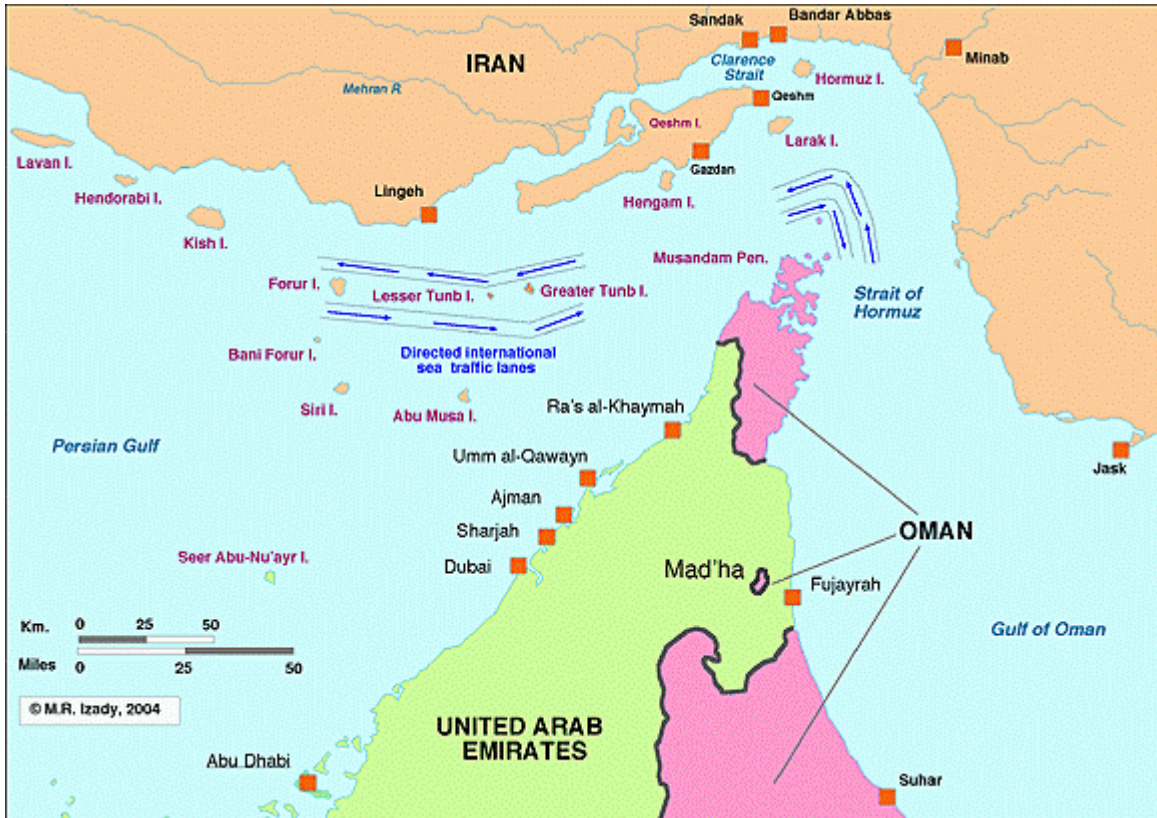 Sandak
Bandar Abbas
IRAN
Clarence
Strait
Minab
Mehran R
Hormuz I.
Qeshm
Qeshm I.
Larak I.
Lavan I.
Gazdan
Hendorabi I.
Lingeh
Hengam I.
Kish I.
Musandam Pen.
Forur I.
Lesser Tunb I.
Greater Tunb I.
Strait of
Hormuz
Bani Forur I.
Directed international
sea traffic lanes
Siri I.
Abu Musa I.
Ra's al-Khaymah
Persian Gulf
Umm al-Qawayn
Jask
Ajman
Sharjah
OMAN
Seer Abu-Nu'ayr I.
Dubai
Mad'ha
Fujayrah
Km. 0 25 50
Gulf of Oman
Miles 0 25 50
© M.R. Izady, 2004
UNITED ARAB
EMIRATES
Abu Dhabi
Suhar